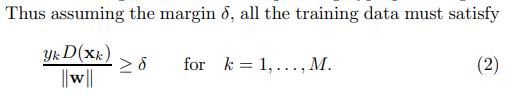 Thus assuming the margin δ, all the training data must satisfy
y_k D(x_k) / ‖w‖ ≥ δ for k = 1, . . . , M. (2)